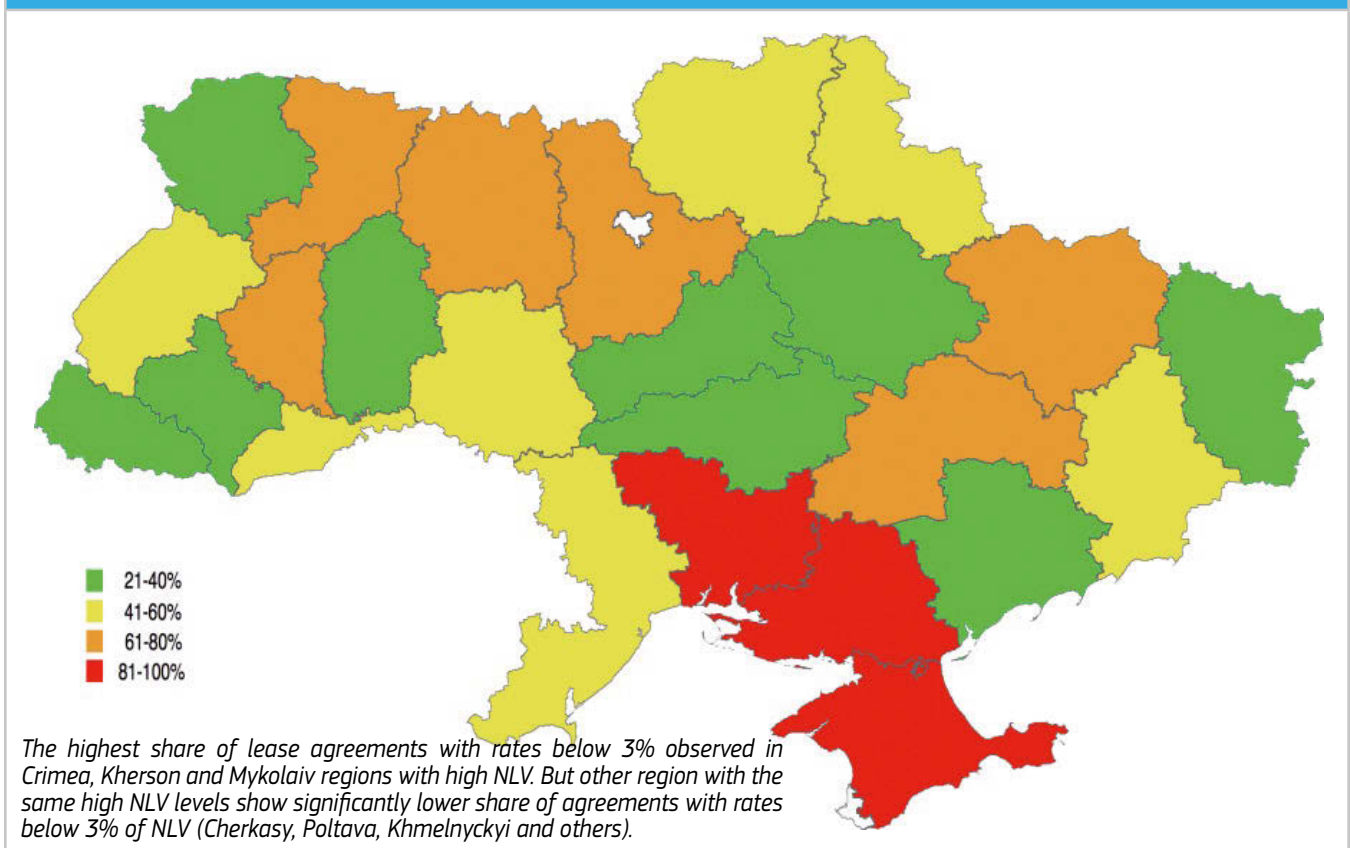 21-40%
41-60%
61-80%
81-100%
The highest share of lease agreements with rates below 3% observed in
Crimea, Kherson and Mykolaiv regions with high NLV. But other region with the
same high NLV levels show significantly lower share of agreements with rates
below 3% of NLV (Cherkasy, Poltava, Khmelnyckyi and others).